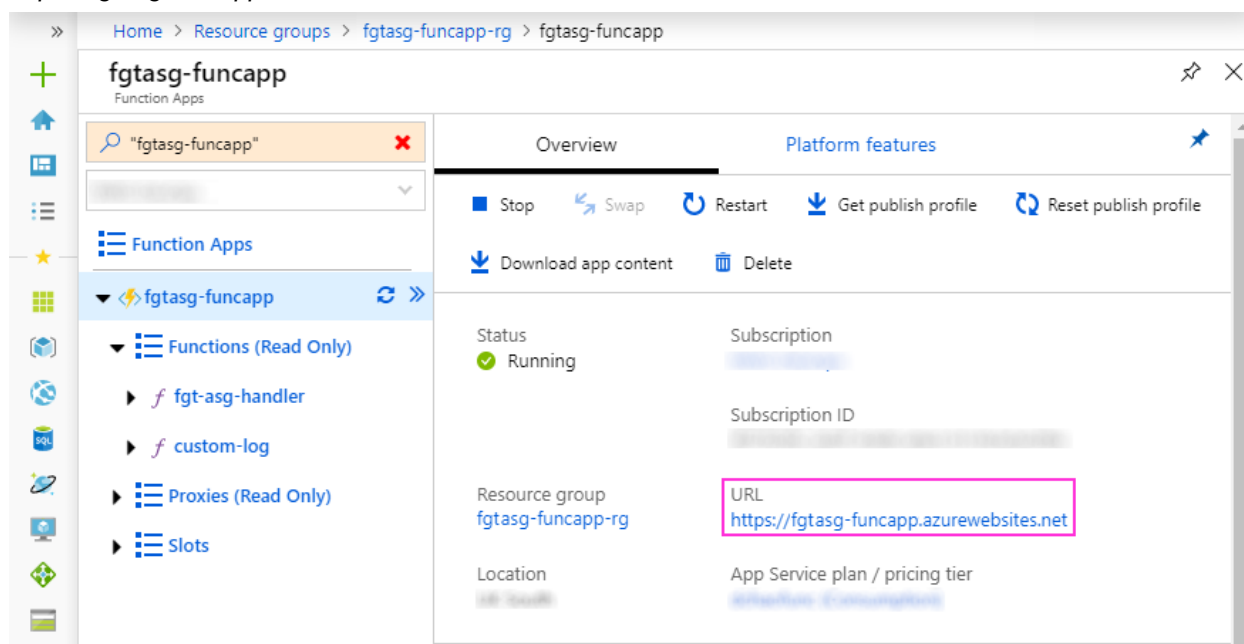 Home > Resource groups > fgtasg-funcapp-rg > fgtasg-funcapp
fgtasg-funcapp
Function Apps
"fgtasg-funcapp"
Function Apps
fgtasg-funcapp
Functions (Read Only)
fgt-asg-handler
custom-log
Proxies (Read Only)
Slots
Overview
Platform features
Stop
Swap
Restart
Get publish profile
Reset publish profile
Download app content
Delete
Status
Running
Subscription
Subscription ID
Resource group
fgtasg-funcapp-rg
URL
https://fgtasg-funcapp.azurewebsites.net
Location
App Service plan / pricing tier
SQL